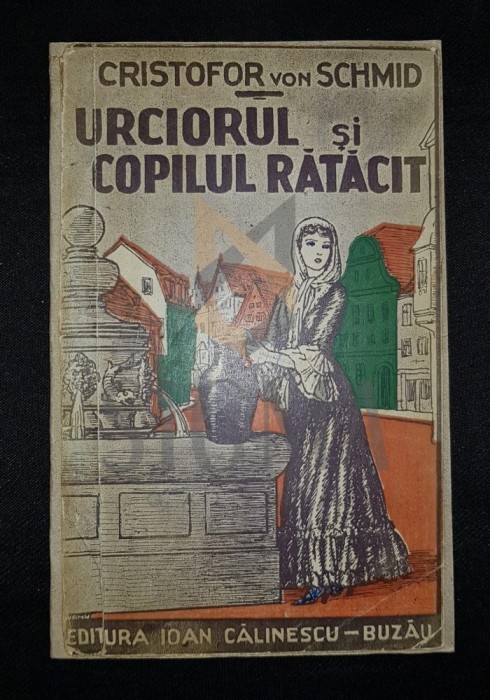 CRISTOFOR VON SCHMID
URCIORUL și
COPILUL RĂTĂCIT
EDITURA IOAN CĂLINESCU — BUZĂU